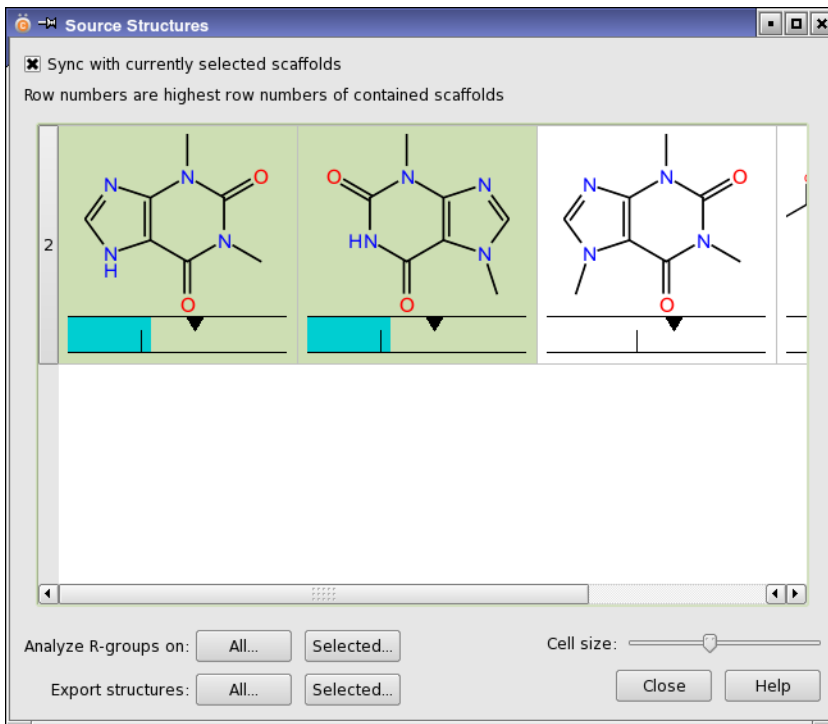 Source Structures
Sync with currently selected scaffolds
Row numbers are highest row numbers of contained scaffolds
2
N
N
O
N
N
H
O
O
N
N
HN
N
O
N
N
O
N
N
O
Analyze R-groups on: All... Selected... Cell size:
Export structures: All... Selected... Close Help